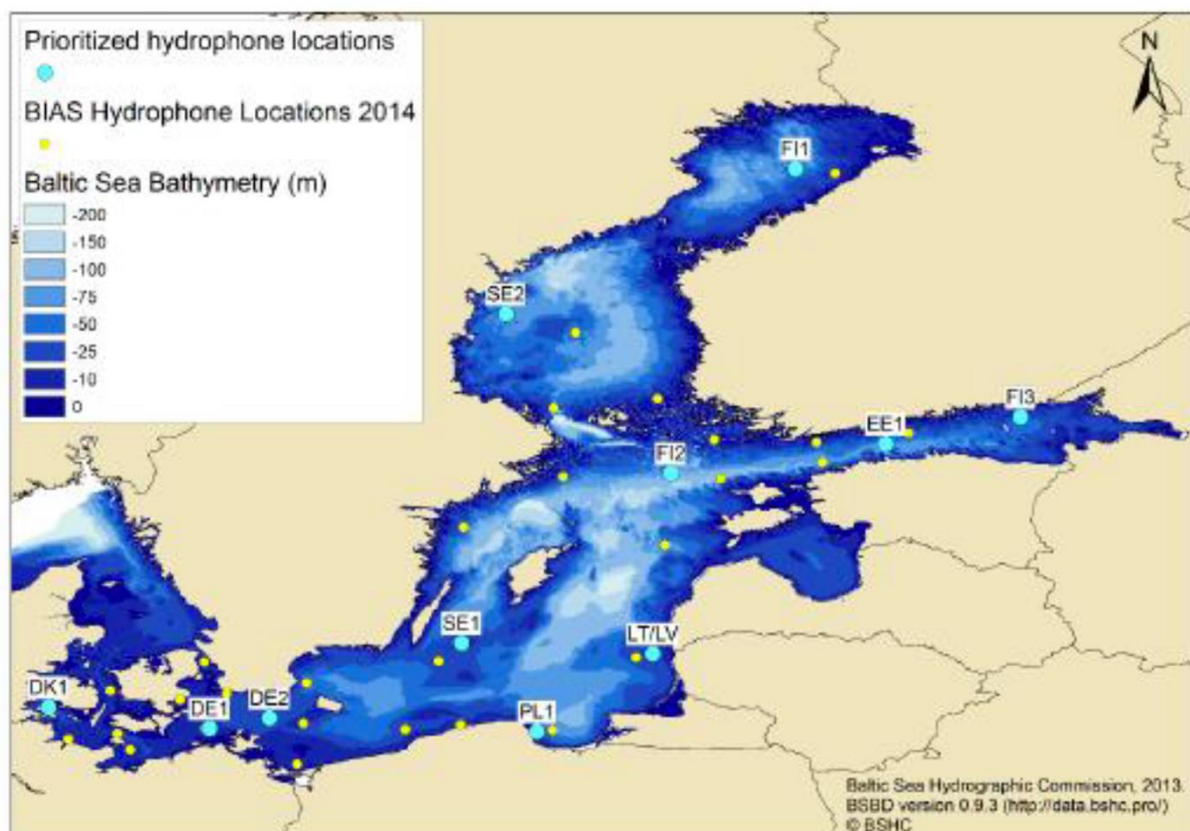 Prioritized hydrophone locations
BIAS Hydrophone Locations 2014
Baltic Sea Bathymetry (m)
-200
-150
-100
-75
-50
-25
-10
0
N
FI1
SE2
FI3
EE1
FI2
SE1
LT/LV
DK1
DE2
DE1
PL1
Baltic Sea Hydrographic Commission, 2013.
BSBD version 0.9.3 (http://data.bshc.pro/)
© BSHC